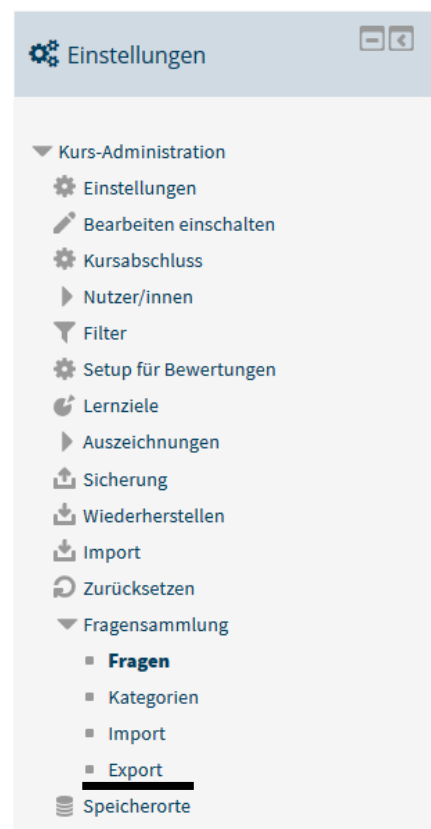 Einstellungen
Kurs-Administration
Einstellungen
Bearbeiten einschalten
Kursabschluss
Nutzer/innen
Filter
Setup für Bewertungen
Lernziele
Auszeichnungen
Sicherung
Wiederherstellen
Import
Zurücksetzen
Fragensammlung
Fragen
Kategorien
Import
Export
Speicherorte